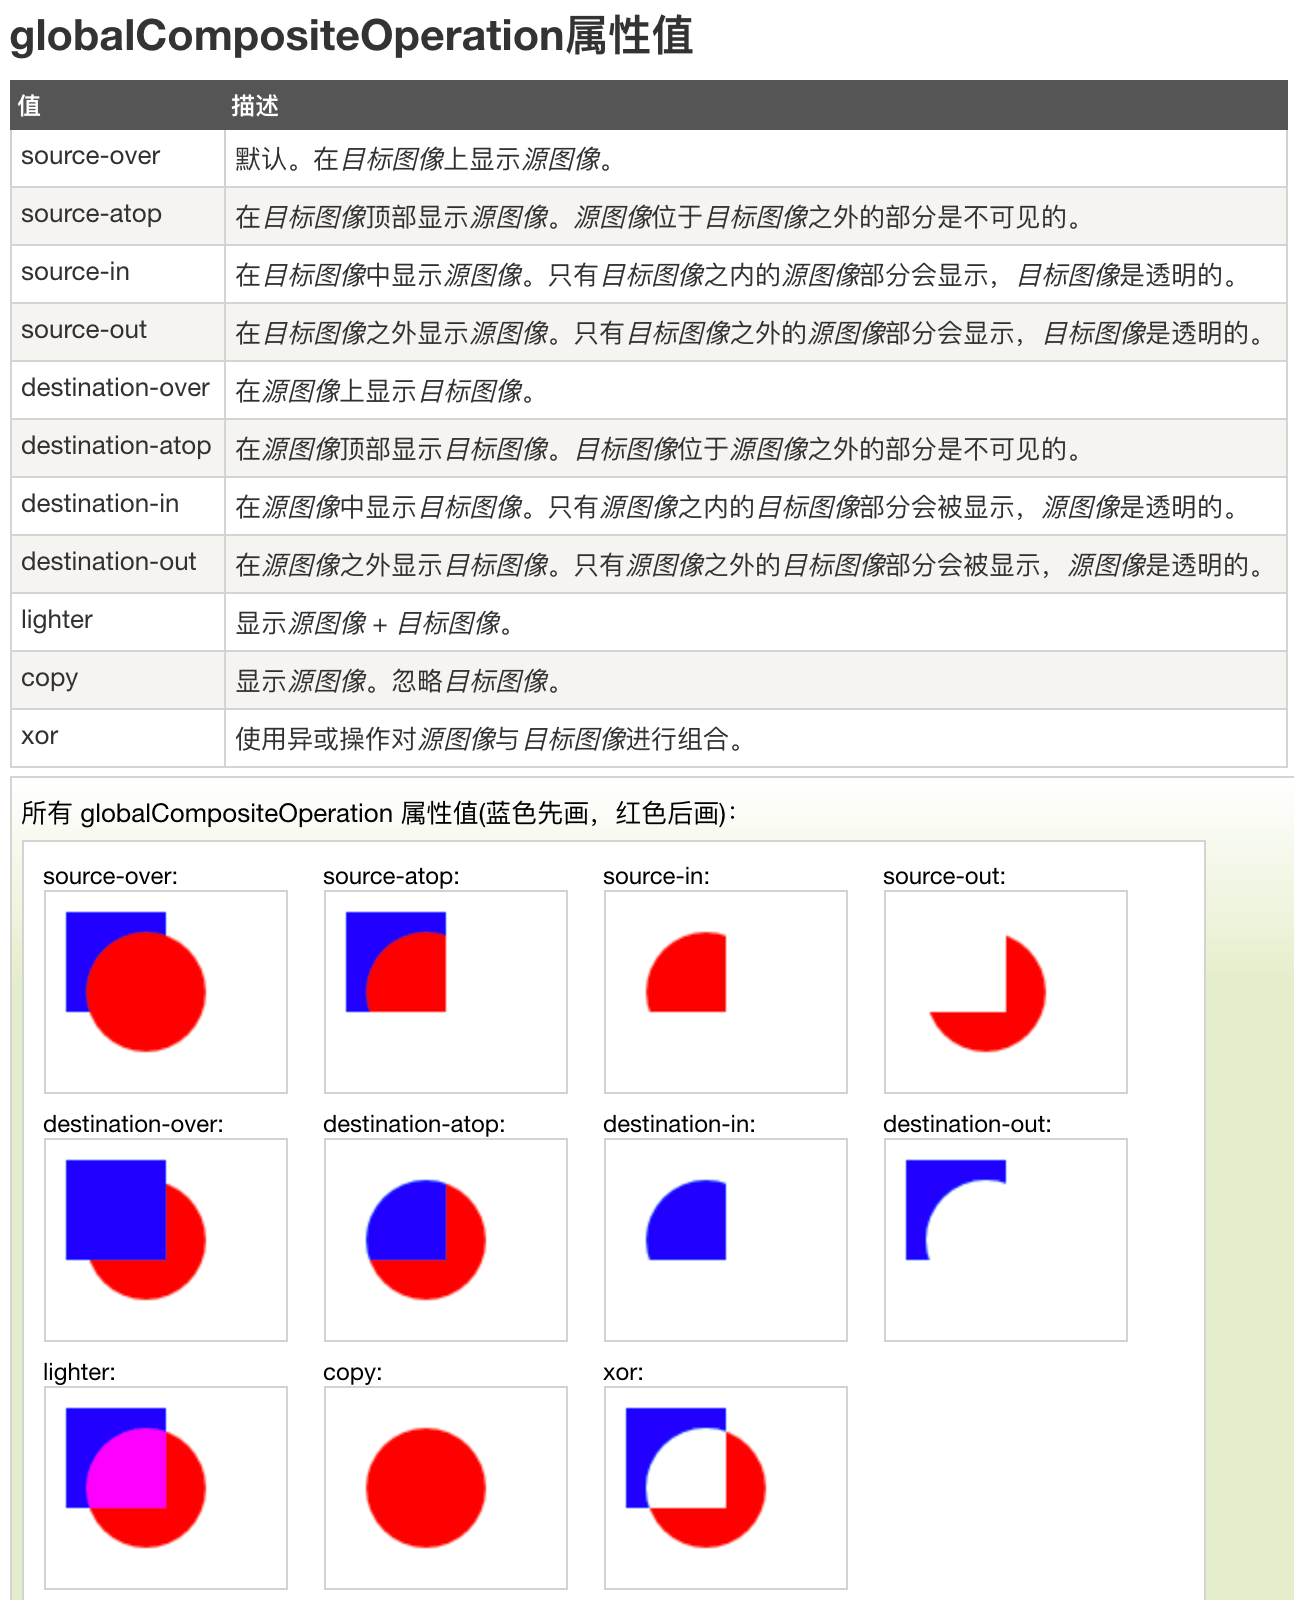 globalCompositeOperation属性值
值 描述
source-over 默认。在目标图像上显示源图像。
source-atop 在目标图像顶部显示源图像。源图像位于目标图像之外的部分是不可见的。
source-in 在目标图像中显示源图像。只有目标图像之内的源图像部分会显示，目标图像是透明的。
source-out 在目标图像之外显示源图像。只有目标图像之外的源图像部分会显示，目标图像是透明的。
destination-over 在源图像上显示目标图像。
destination-atop 在源图像顶部显示目标图像。目标图像位于源图像之外的部分是不可见的。
destination-in 在源图像中显示目标图像。只有源图像之内的目标图像部分会被显示，源图像是透明的。
destination-out 在源图像之外显示目标图像。只有源图像之外的目标图像部分会被显示，源图像是透明的。
lighter 显示源图像 + 目标图像。
copy 显示源图像。忽略目标图像。
xor 使用异或操作对源图像与目标图像进行组合。
所有 globalCompositeOperation 属性值(蓝色先画，红色后画)：
source-over: source-atop: source-in: source-out:
destination-over: destination-atop: destination-in: destination-out:
lighter: copy: xor: